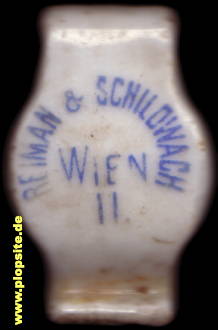 REIMAN & SCHILDWACH
WIEN
II.
www.plopsite.de